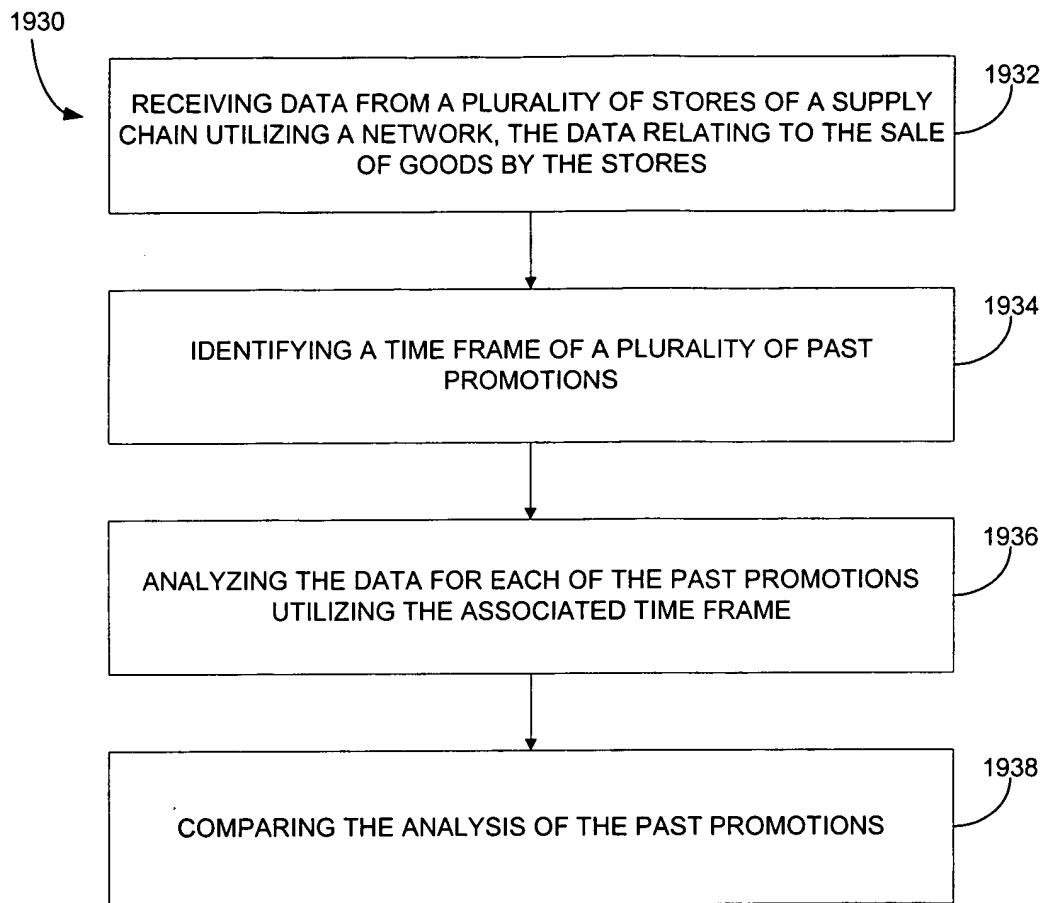 1930
1932
RECEIVING DATA FROM A PLURALITY OF STORES OF A SUPPLY
CHAIN UTILIZING A NETWORK, THE DATA RELATING TO THE SALE
OF GOODS BY THE STORES
1934
IDENTIFYING A TIME FRAME OF A PLURALITY OF PAST
PROMOTIONS
1936
ANALYZING THE DATA FOR EACH OF THE PAST PROMOTIONS
UTILIZING THE ASSOCIATED TIME FRAME
1938
COMPARING THE ANALYSIS OF THE PAST PROMOTIONS